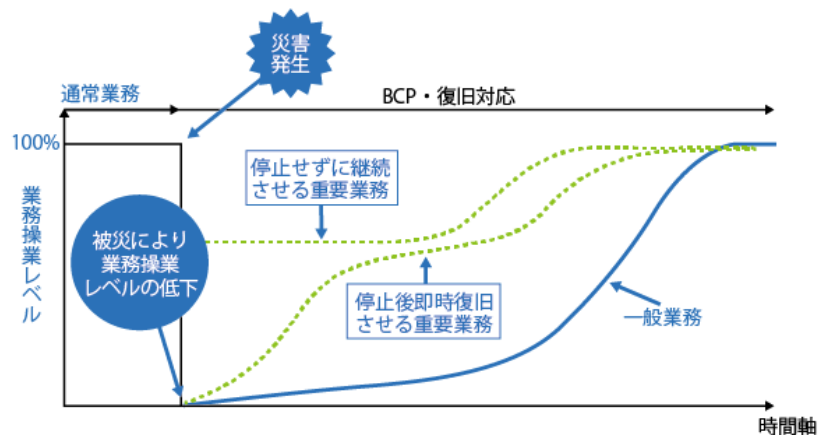 災害
発生
通常業務
BCP・復旧対応
100%
業務操業レベル
停止せずに継続
させる重要業務
被災により
業務操業
レベルの低下
停止後即時復旧
させる重要業務
一般業務
時間軸